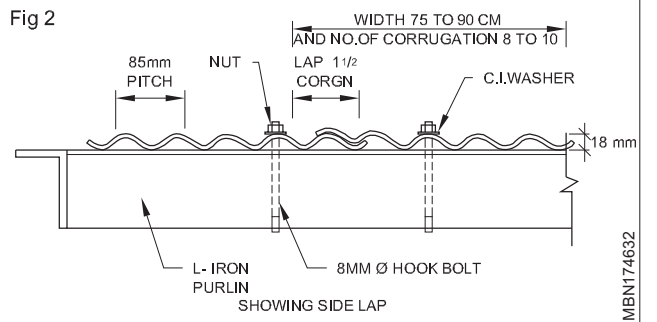 Fig 2
WIDTH 75 TO 90 CM
AND NO.OF CORRUGATION 8 TO 10
85mm
PITCH
NUT
LAP 1 1/2
CORGN
C.I.WASHER
18 mm
L- IRON
PURLIN
8MM Ø HOOK BOLT
SHOWING SIDE LAP
MBN174632